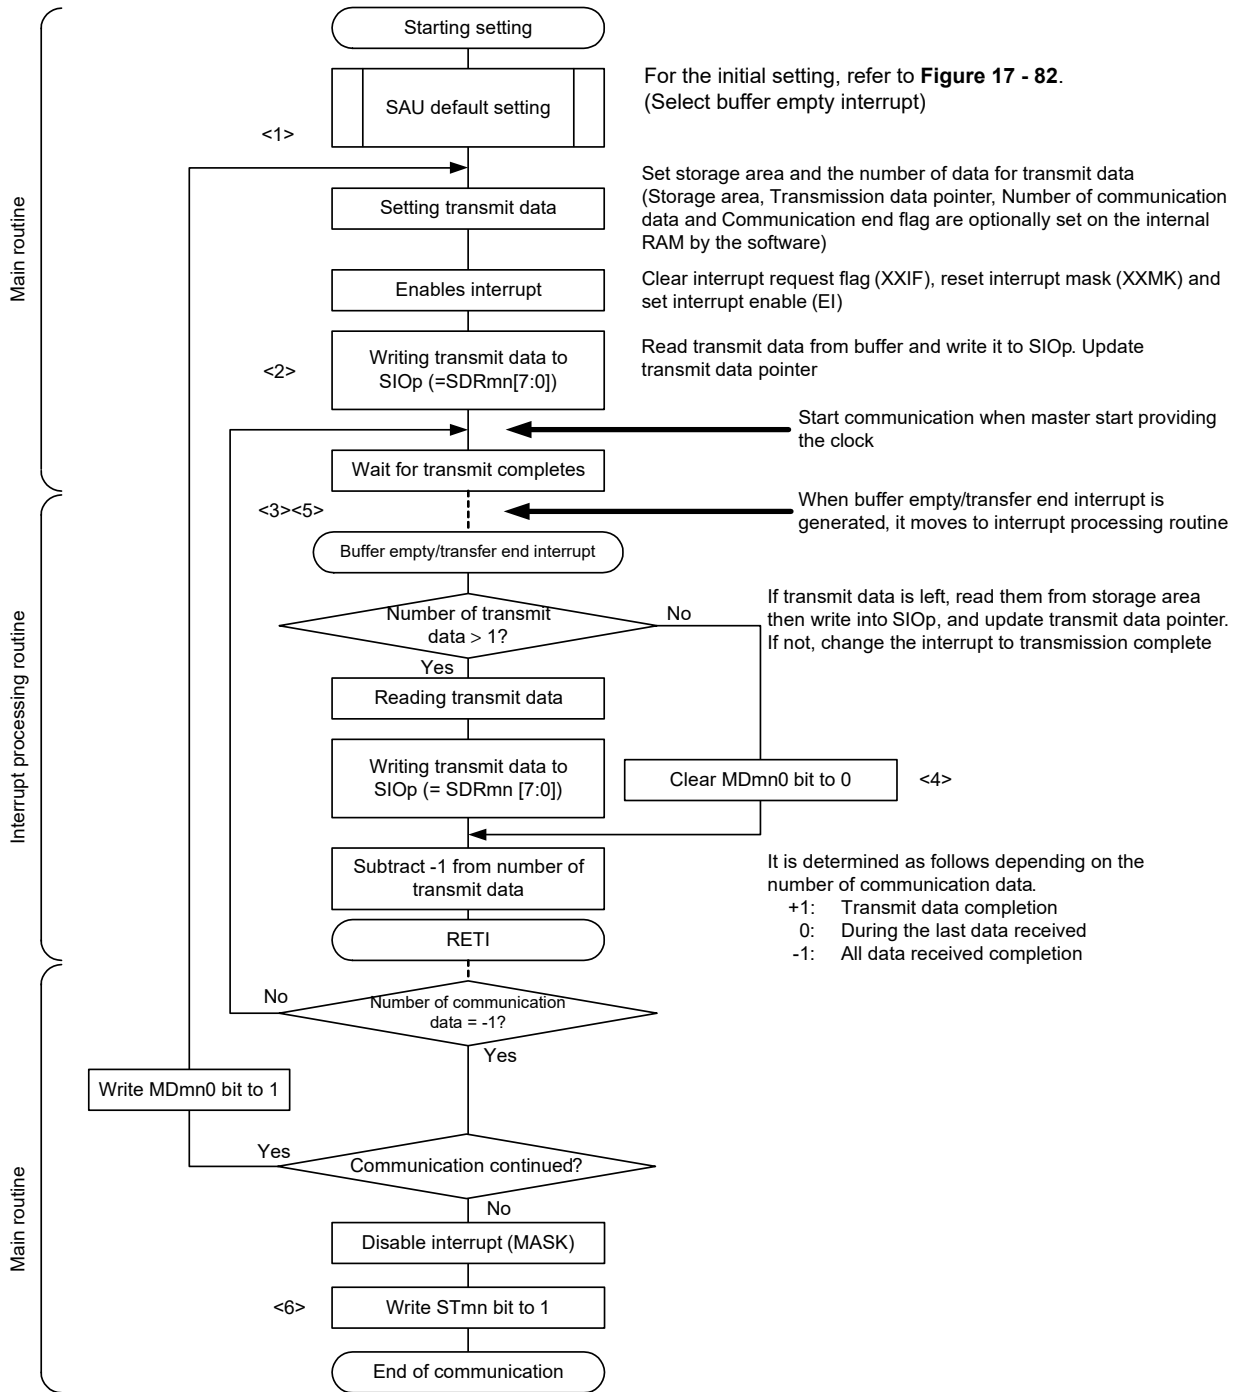 Starting setting
SAU default setting
For the initial setting, refer to Figure 17 - 82.
(Select buffer empty interrupt)
<1>
Main routine
Setting transmit data
Set storage area and the number of data for transmit data
(Storage area, Transmission data pointer, Number of communication
data and Communication end flag are optionally set on the internal
RAM by the software)
Enables interrupt
Clear interrupt request flag (XXIF), reset interrupt mask (XXMK) and
set interrupt enable (EI)
<2>
Writing transmit data to
SIOp (=SDRmn[7:0])
Read transmit data from buffer and write it to SIOp. Update
transmit data pointer
Start communication when master start providing
the clock
Wait for transmit completes
<3><5>
When buffer empty/transfer end interrupt is
generated, it moves to interrupt processing routine
Buffer empty/transfer end interrupt
Interrupt processing routine
Number of transmit
data > 1?
No
Yes
If transmit data is left, read them from storage area
then write into SIOp, and update transmit data pointer.
If not, change the interrupt to transmission complete
Reading transmit data
Writing transmit data to
SIOp (= SDRmn [7:0])
Clear MDmn0 bit to 0
<4>
Subtract -1 from number of
transmit data
It is determined as follows depending on the
number of communication data.
+1: Transmit data completion
0: During the last data received
-1: All data received completion
RETI
Main routine
No
Number of communication
data = -1?
Yes
Write MDmn0 bit to 1
Yes
Communication continued?
No
Disable interrupt (MASK)
<6>
Write STmn bit to 1
End of communication